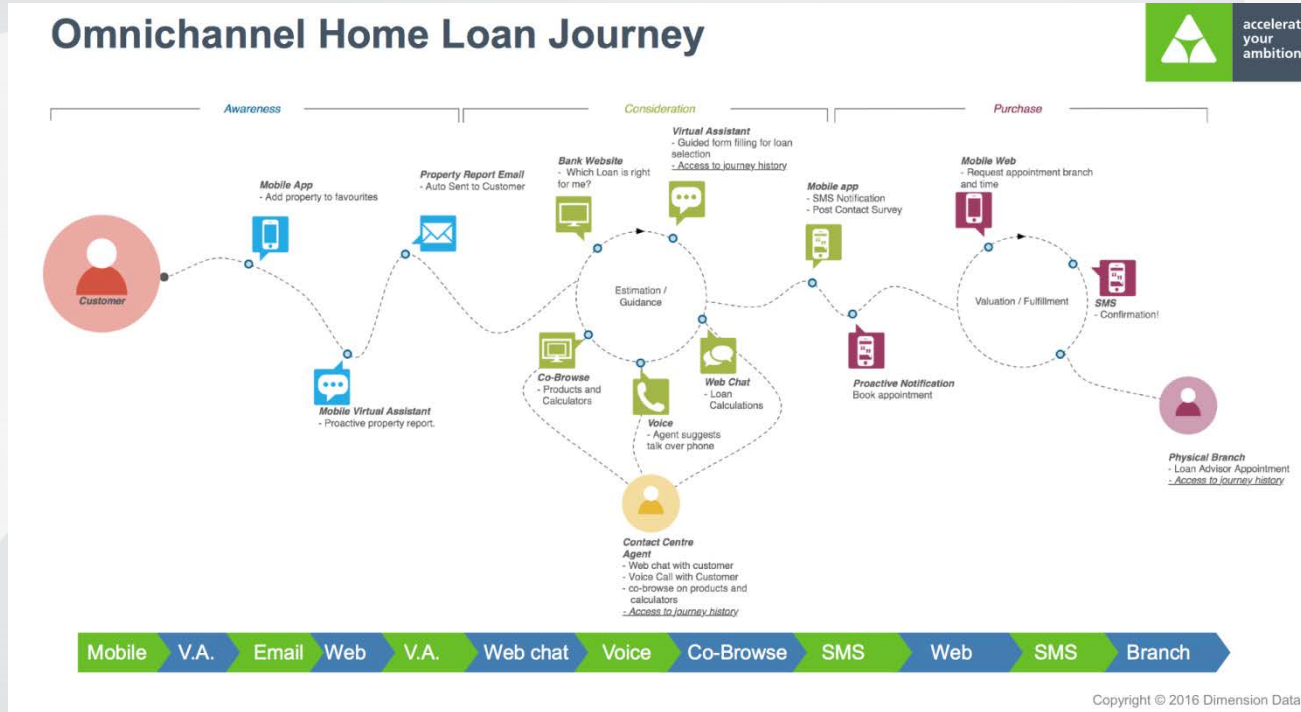 Omnichannel Home Loan Journey
accelerat
your
ambition
Awareness
Consideration
Purchase
Customer
Mobile App
- Add property to favourites
Mobile Virtual Assistant
- Proactive property report.
Property Report Email
- Auto Sent to Customer
Bank Website
- Which Loan is right
for me?
Virtual Assistant
- Guided form filling for loan
selection
- Access to journey history
Estimation /
Guidance
Co-Browse
- Products and
Calculators
Voice
- Agent suggests
talk over phone
Web Chat
- Loan
Calculations
Contact Centre
Agent
- Web chat with customer
- Voice Call with Customer
- co-browse on products and
calculators
- Access to journey history
Mobile app
- SMS Notification
- Post Contact Survey
Proactive Notification
Book appointment
Mobile Web
- Request appointment branch
and time
Valuation / Fulfillment
SMS
- Confirmation!
Physical Branch
- Loan Advisor Appointment
- Access to journey history
Mobile V.A. Email Web V.A. Web chat Voice Co-Browse SMS Web SMS Branch
Copyright © 2016 Dimension Data